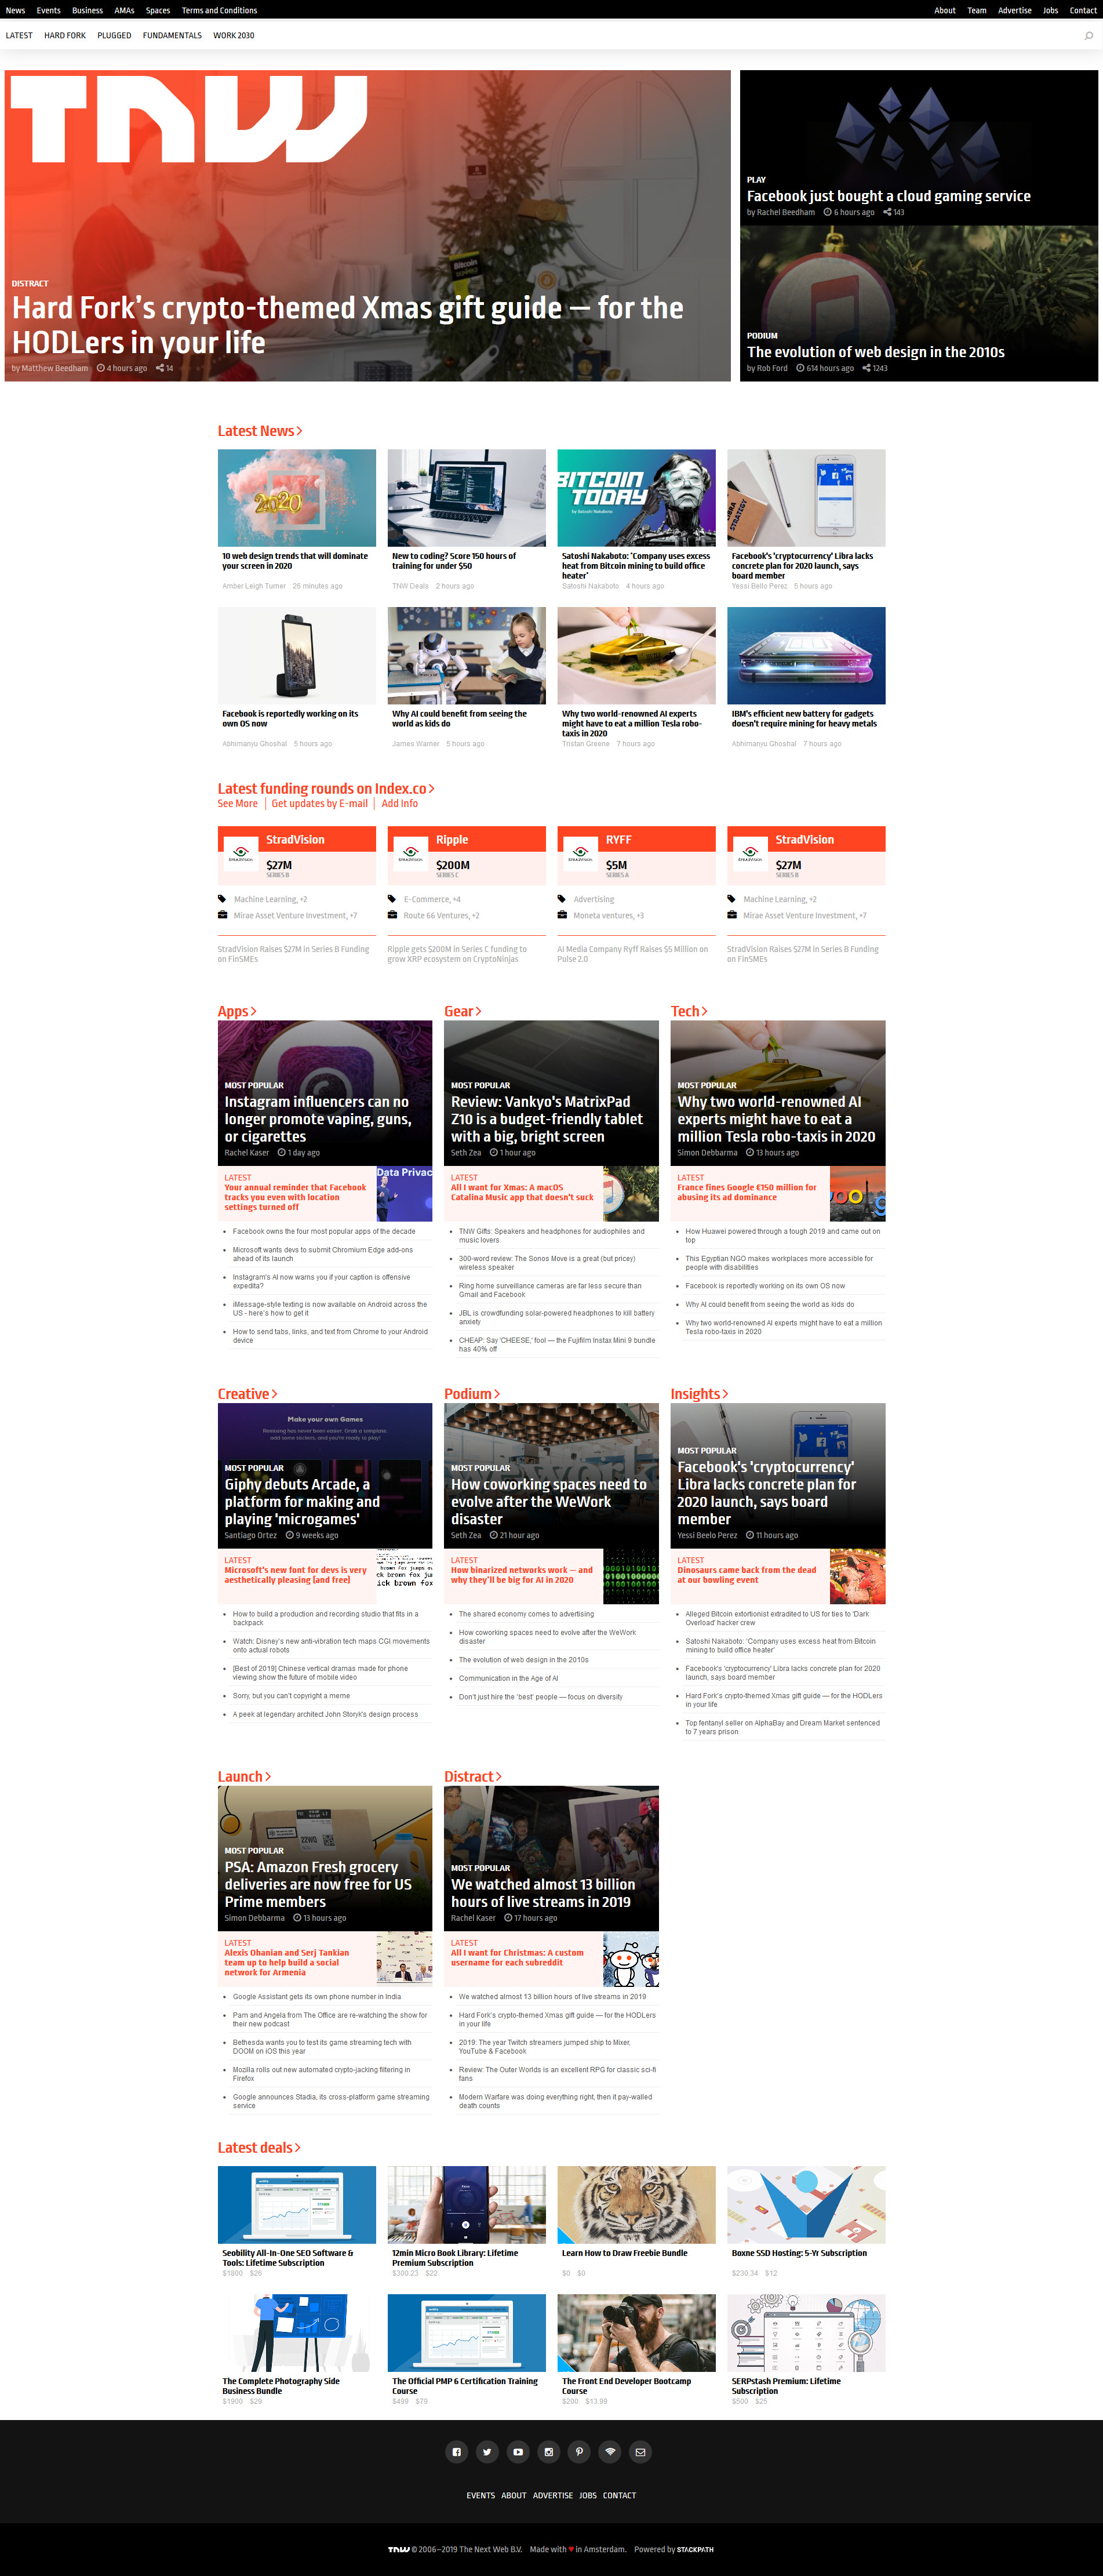 News Events Business AMAs Spaces Terms and Conditions About Team Advertise Jobs Contact
LATEST HARD FORK PLUGGED FUNDAMENTALS WORK 2030
TNW
DISTRACT
Hard Fork's crypto-themed Xmas gift guide — for the
HODLers in your life
by Matthew Beedham 4 hours ago 14
PLAY
Facebook just bought a cloud gaming service
by Rachel Beedham 6 hours ago 143
PODIUM
The evolution of web design in the 2010s
by Rob Ford 614 hours ago 1243
Latest News
2020
BITCOIN
TODAY
by Satoshi Nakaboto
LIBRA
STRATEGY
10 web design trends that will dominate
your screen in 2020
Amber Leigh Turner 26 minutes ago
New to coding? Score 150 hours of
training for under $50
TNW Deals 2 hours ago
Satoshi Nakaboto: 'Company uses excess
heat from Bitcoin mining to build office
heater'
Satoshi Nakaboto 4 hours ago
Facebook's 'cryptocurrency' Libra lacks
concrete plan for 2020 launch, says
board member
Yessi Bello Perez 5 hours ago
Facebook is reportedly working on its
own OS now
Abhimanyu Ghoshal 5 hours ago
Why AI could benefit from seeing the
world as kids do
James Warner 5 hours ago
Why two world-renowned AI experts
might have to eat a million Tesla robo-
taxis in 2020
Tristan Greene 7 hours ago
IBM's efficient new battery for gadgets
doesn't require mining for heavy metals
Abhimanyu Ghoshal 7 hours ago
Latest funding rounds on Index.co
See More Get updates by E-mail Add Info
STRADVISION
StradVision
$27M
SERIES B
Machine Learning, +2
Mirae Asset Venture Investment, +7
StradVision Raises $27M in Series B Funding
on FinSMEs
STRADVISION
Ripple
$200M
SERIES C
E-Commerce, +4
Route 66 Ventures, +2
Ripple gets $200M in Series C funding to
grow XRP ecosystem on CryptoNinjas
STRADVISION
RYFF
$5M
SERIES A
Advertising
Moneta ventures, +3
AI Media Company Ryff Raises $5 Million on
Pulse 2.0
STRADVISION
StradVision
$27M
SERIES B
Machine Learning, +2
Mirae Asset Venture Investment, +7
StradVision Raises $27M in Series B Funding
on FinSMEs
Apps
MOST POPULAR
Instagram influencers can no
longer promote vaping, guns,
or cigarettes
Rachel Kaser 1 day ago
LATEST
Your annual reminder that Facebook
tracks you even with location
settings turned off
Data Privac
Facebook owns the four most popular apps of the decade
Microsoft wants devs to submit Chromium Edge add-ons
ahead of its launch
Instagram's AI now warns you if your caption is offensive
expedita?
iMessage-style texting is now available on Android across the
US - here's how to get it
How to send tabs, links, and text from Chrome to your Android
device
Gear
MOST POPULAR
Review: Vankyo's MatrixPad
Z10 is a budget-friendly tablet
with a big, bright screen
Seth Zea 1 hour ago
LATEST
All I want for Xmas: A macOS
Catalina Music app that doesn't suck
TNW Gifts: Speakers and headphones for audiophiles and
music lovers
300-word review: The Sonos Move is a great (but pricey)
wireless speaker
Ring home surveillance cameras are far less secure than
Gmail and Facebook
JBL is crowdfunding solar-powered headphones to kill battery
anxiety
CHEAP: Say 'CHEESE,' fool — the Fujifilm Instax Mini 9 bundle
has 40% off
Tech
MOST POPULAR
Why two world-renowned AI
experts might have to eat a
million Tesla robo-taxis in 2020
Simon Debbarma 13 hours ago
LATEST
France fines Google €150 million for
abusing its ad dominance
How Huawei powered through a tough 2019 and came out on
top
This Egyptian NGO makes workplaces more accessible for
people with disabilities
Facebook is reportedly working on its own OS now
Why AI could benefit from seeing the world as kids do
Why two world-renowned AI experts might have to eat a million
Tesla robo-taxis in 2020
Creative
Make your own Games
Remixing has never been easier. Grab a template,
add some stickers, and you're ready to play!
MOST POPULAR
Giphy debuts Arcade, a
platform for making and
playing 'microgames'
Santiago Ortez 9 weeks ago
LATEST
Microsoft's new font for devs is very
aesthetically pleasing (and free)
ick brown fox
How to build a production and recording studio that fits in a
backpack
Watch: Disney's new anti-vibration tech maps CGI movements
onto actual robots
[Best of 2019] Chinese vertical dramas made for phone
viewing show the future of mobile video
Sorry, but you can't copyright a meme
A peek at legendary architect John Storyk's design process
Podium
MOST POPULAR
How coworking spaces need to
evolve after the WeWork
disaster
Seth Zea 21 hour ago
LATEST
How binarized networks work — and
why they'll be big for AI in 2020
The shared economy comes to advertising
How coworking spaces need to evolve after the WeWork
disaster
The evolution of web design in the 2010s
Communication in the Age of AI
Don't just hire the 'best' people — focus on diversity
Insights
MOST POPULAR
Facebook's 'cryptocurrency'
Libra lacks concrete plan for
2020 launch, says board
member
Yessi Beelo Perez 11 hours ago
LATEST
Dinosaurs came back from the dead
at our bowling event
Alleged Bitcoin extortionist extradited to US for ties to 'Dark
Overload' hacker crew
Satoshi Nakaboto: 'Company uses excess heat from Bitcoin
mining to build office heater'
Facebook's 'cryptocurrency' Libra lacks concrete plan for 2020
launch, says board member
Hard Fork's crypto-themed Xmas gift guide — for the HODLers
in your life
Top fentanyl seller on AlphaBay and Dream Market sentenced
to 7 years prison
Launch
MOST POPULAR
PSA: Amazon Fresh grocery
deliveries are now free for US
Prime members
Simon Debbarma 13 hours ago
LATEST
Alexis Ohanian and Serj Tankian
team up to help build a social
network for Armenia
Google Assistant gets its own phone number in India
Pam and Angela from The Office are re-watching the show for
their new podcast
Bethesda wants you to test its game streaming tech with
DOOM on iOS this year
Mozilla rolls out new automated crypto-jacking filtering in
Firefox
Google announces Stadia, its cross-platform game streaming
service
Distract
MOST POPULAR
We watched almost 13 billion
hours of live streams in 2019
Rachel Kaser 17 hours ago
LATEST
All I want for Christmas: A custom
username for each subreddit
We watched almost 13 billion hours of live streams in 2019
Hard Fork's crypto-themed Xmas gift guide — for the HODLers
in your life
2019: The year Twitch streamers jumped ship to Mixer,
YouTube & Facebook
Review: The Outer Worlds is an excellent RPG for classic sci-fi
fans
Modern Warfare was doing everything right, then it pay-walled
death counts
Latest deals
Seobility All-In-One SEO Software &
Tools: Lifetime Subscription
$1800 $26
12min Micro Book Library: Lifetime
Premium Subscription
$300.23 $22
Learn How to Draw Freebie Bundle
$0 $0
Boxne SSD Hosting: 5-Yr Subscription
$230.34 $12
The Complete Photography Side
Business Bundle
$1900 $29
The Official PMP 6 Certification Training
Course
$499 $79
The Front End Developer Bootcamp
Course
$200 $13.99
SERPstash Premium: Lifetime
Subscription
$500 $25
EVENTS ABOUT ADVERTISE JOBS CONTACT
TNW © 2006–2019 The Next Web B.V. Made with ♥ in Amsterdam. Powered by STACKPATH